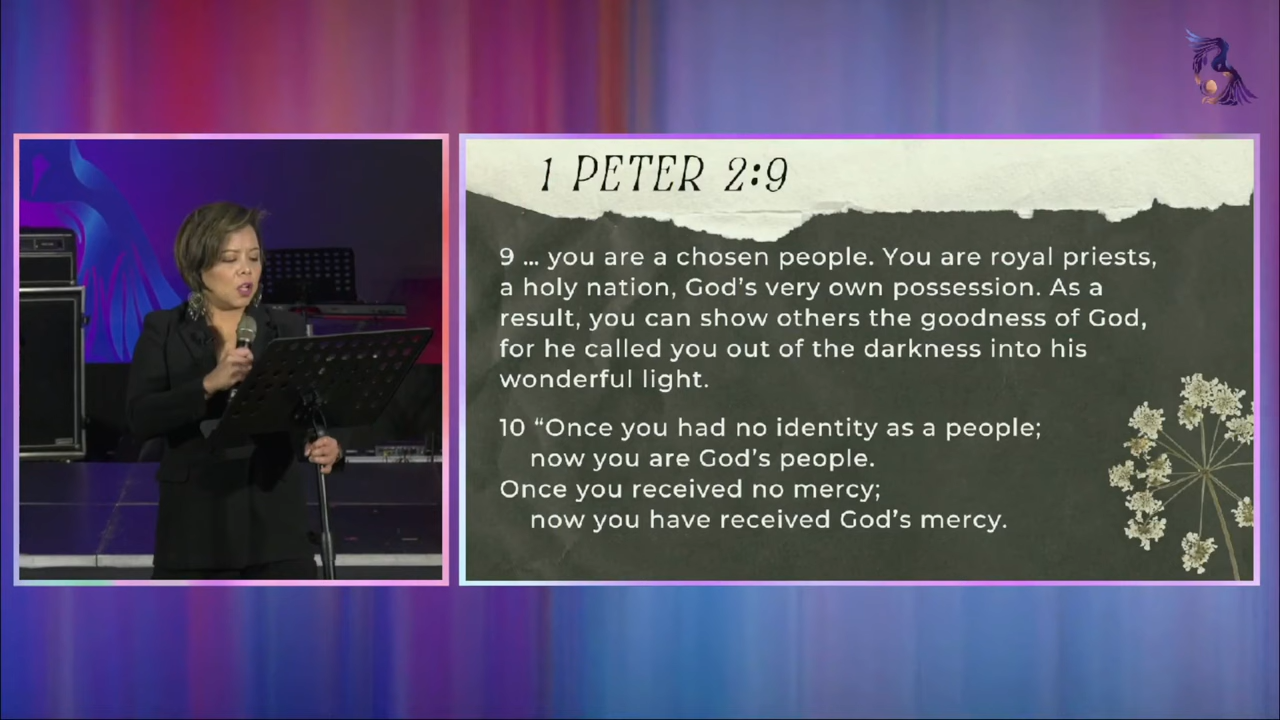 1 PETER 2:9
9 ... you are a chosen people. You are royal priests,
a holy nation, God’s very own possession. As a
result, you can show others the goodness of God,
for he called you out of the darkness into his
wonderful light.
10 “Once you had no identity as a people;
now you are God’s people.
Once you received no mercy;
now you have received God’s mercy.